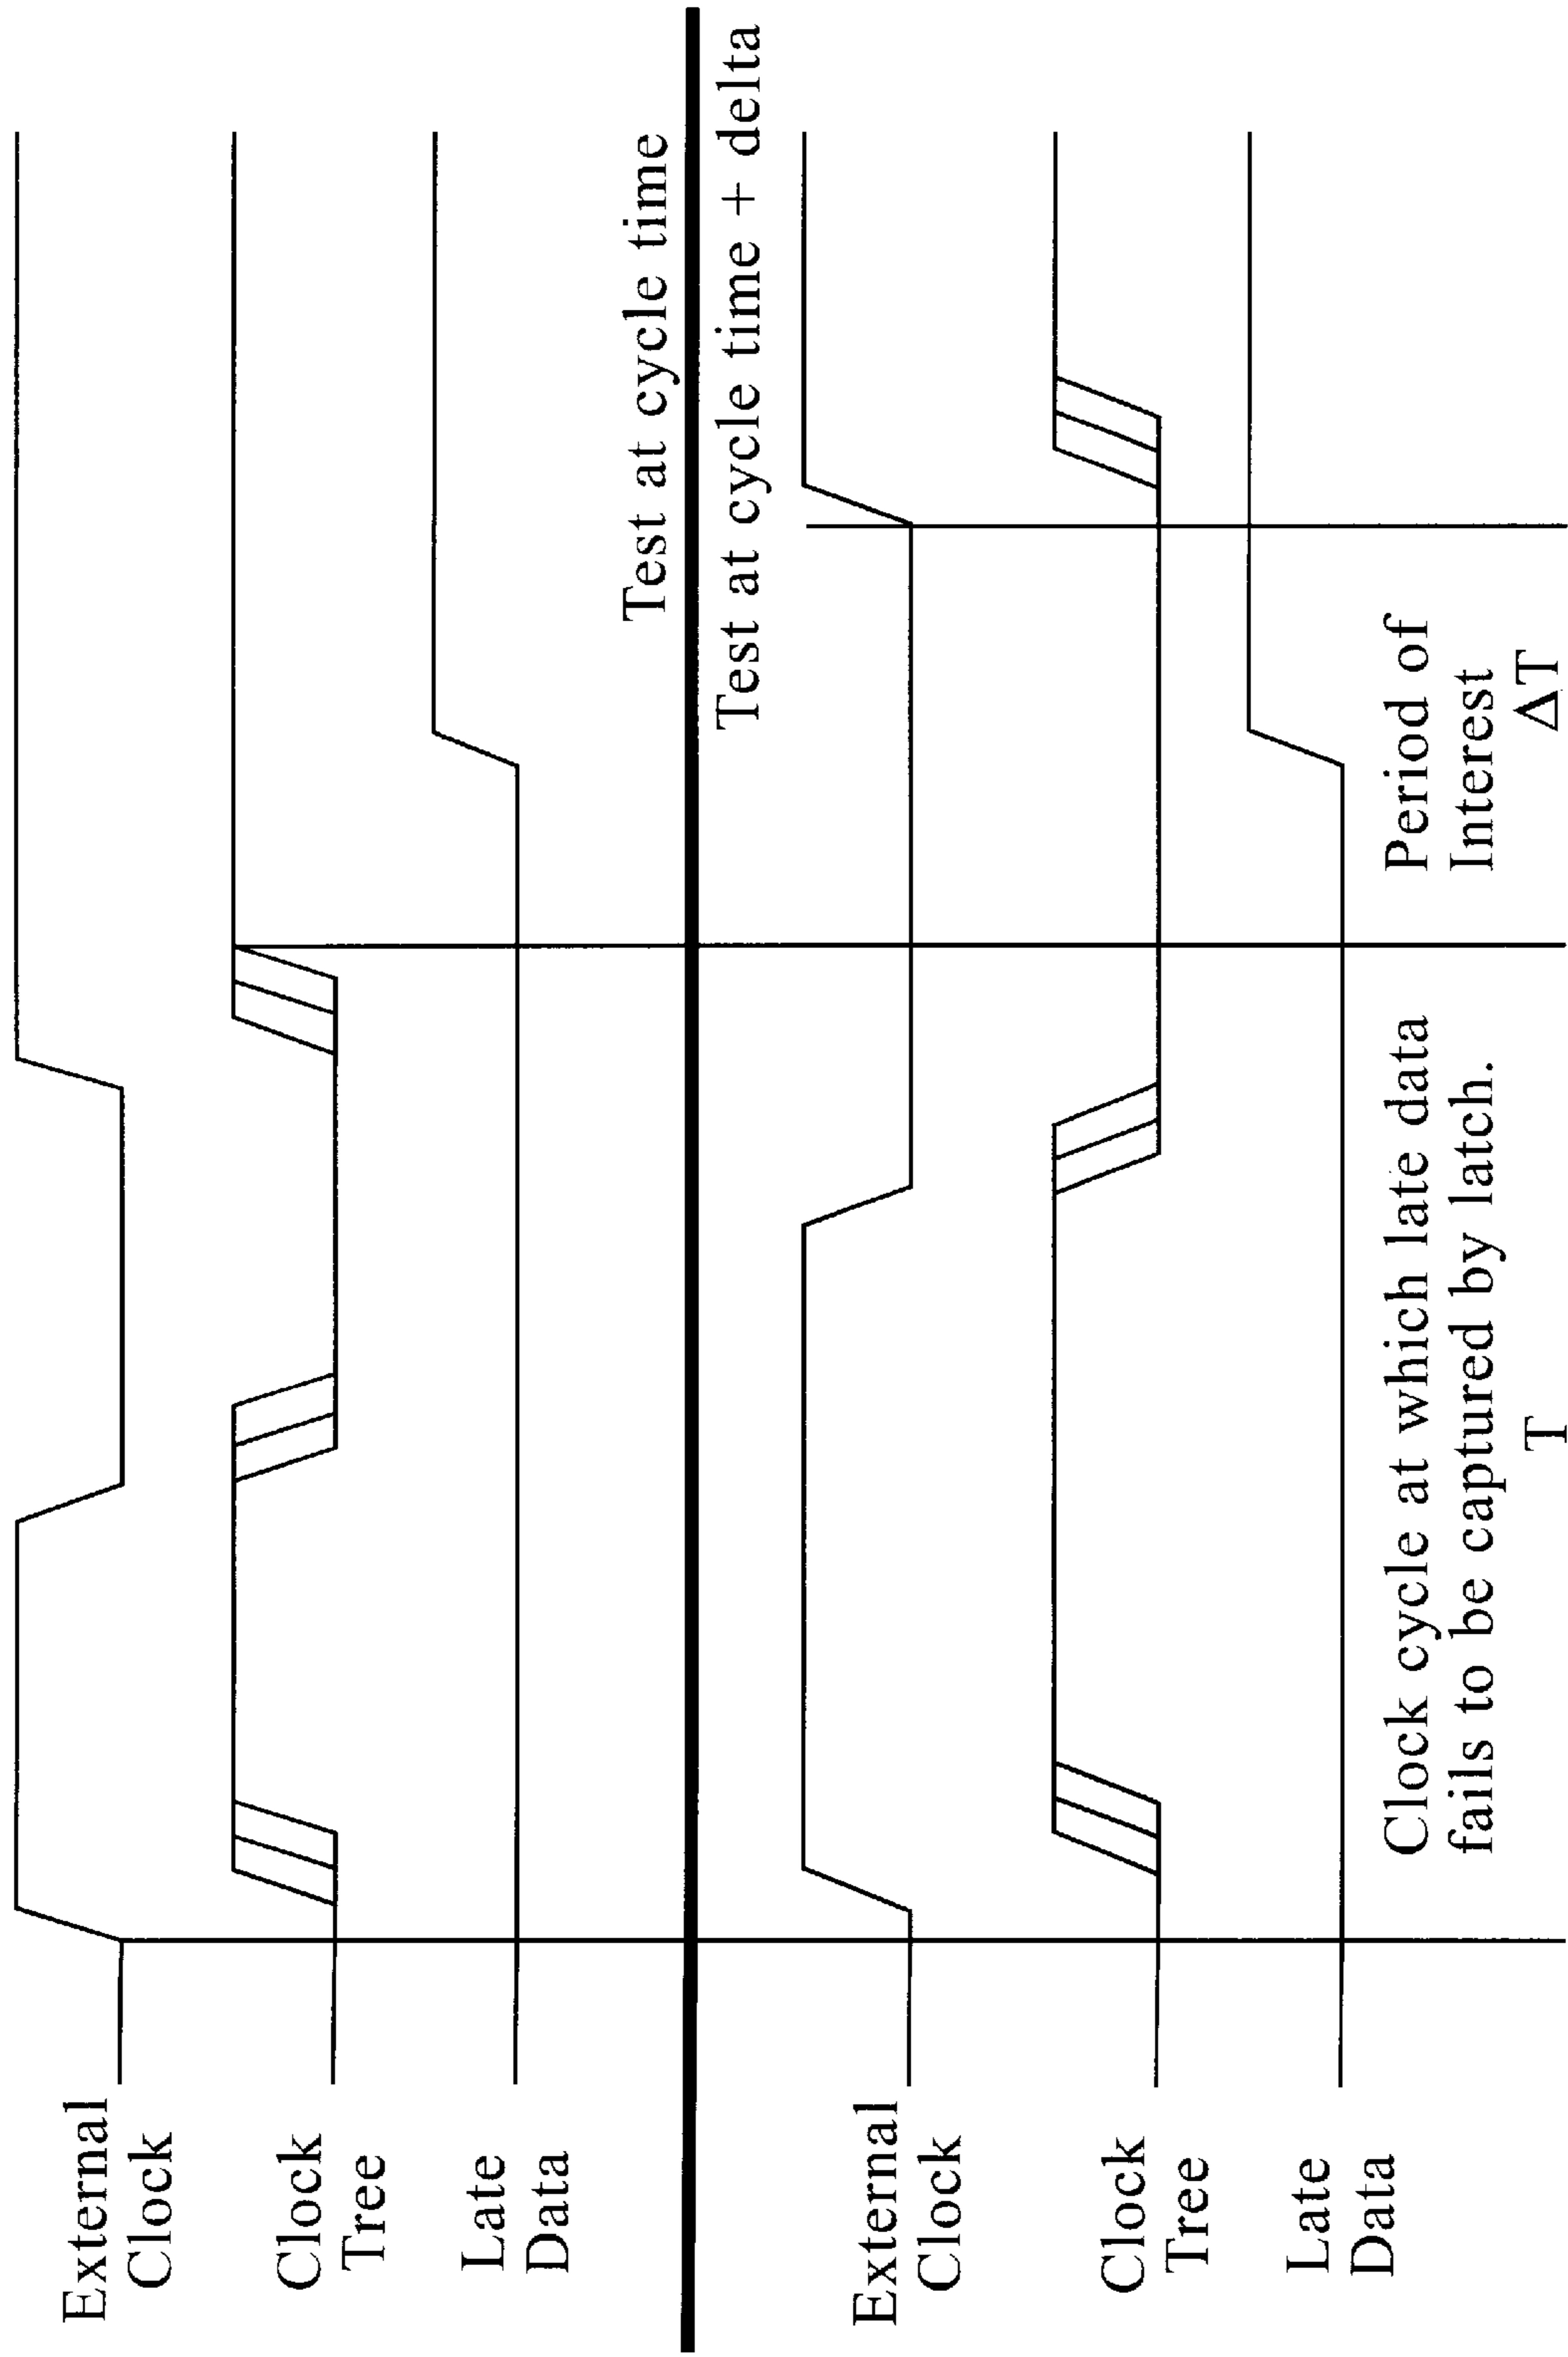 External
Clock
Clock
Tree
Late
Data
Test at cycle time
Test at cycle time + delta
External
Clock
Clock
Tree
Late
Data
Clock cycle at which late data
fails to be captured by latch.
T
Period of
Interest
ΔT